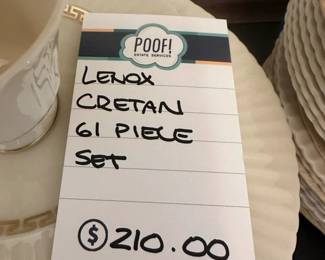 POOF!
ESTATE SERVICES
LENOX
CRETAN
61 PIECE
SET
$ 210.00